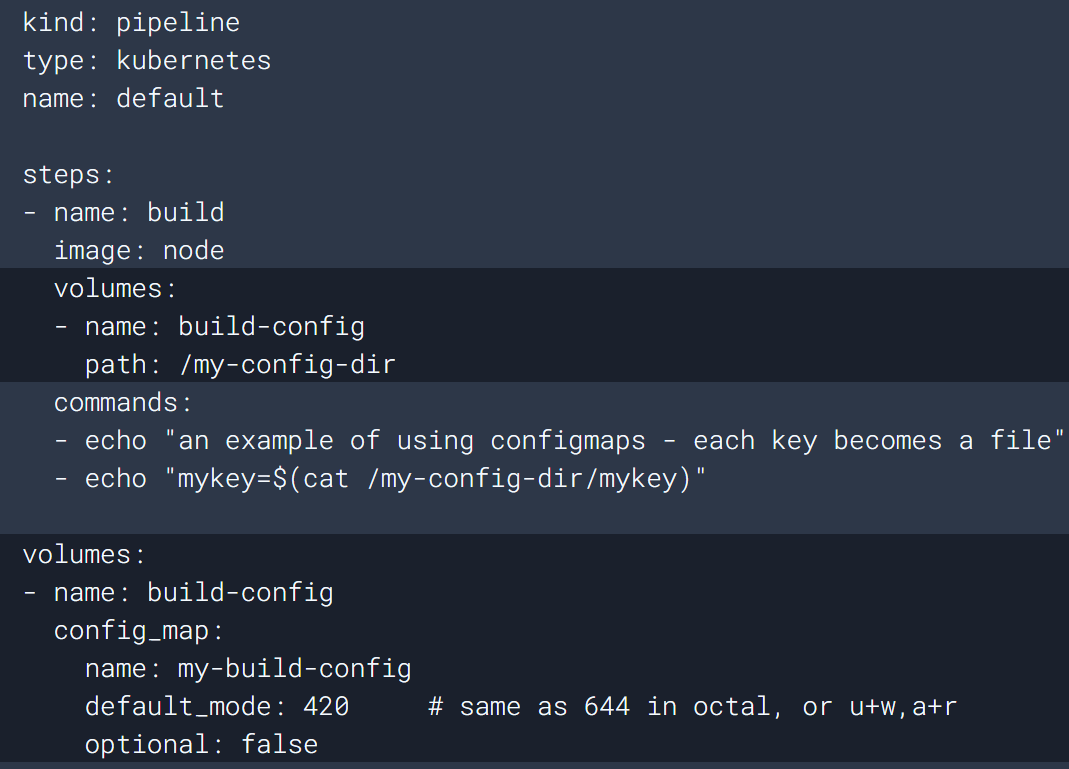 kind: pipeline
type: kubernetes
name: default

steps:
- name: build
  image: node
  volumes:
  - name: build-config
    path: /my-config-dir
  commands:
  - echo "an example of using configmaps - each key becomes a file"
  - echo "mykey=$(cat /my-config-dir/mykey)"

volumes:
- name: build-config
  config_map:
    name: my-build-config
    default_mode: 420     # same as 644 in octal, or u+w,a+r
    optional: false